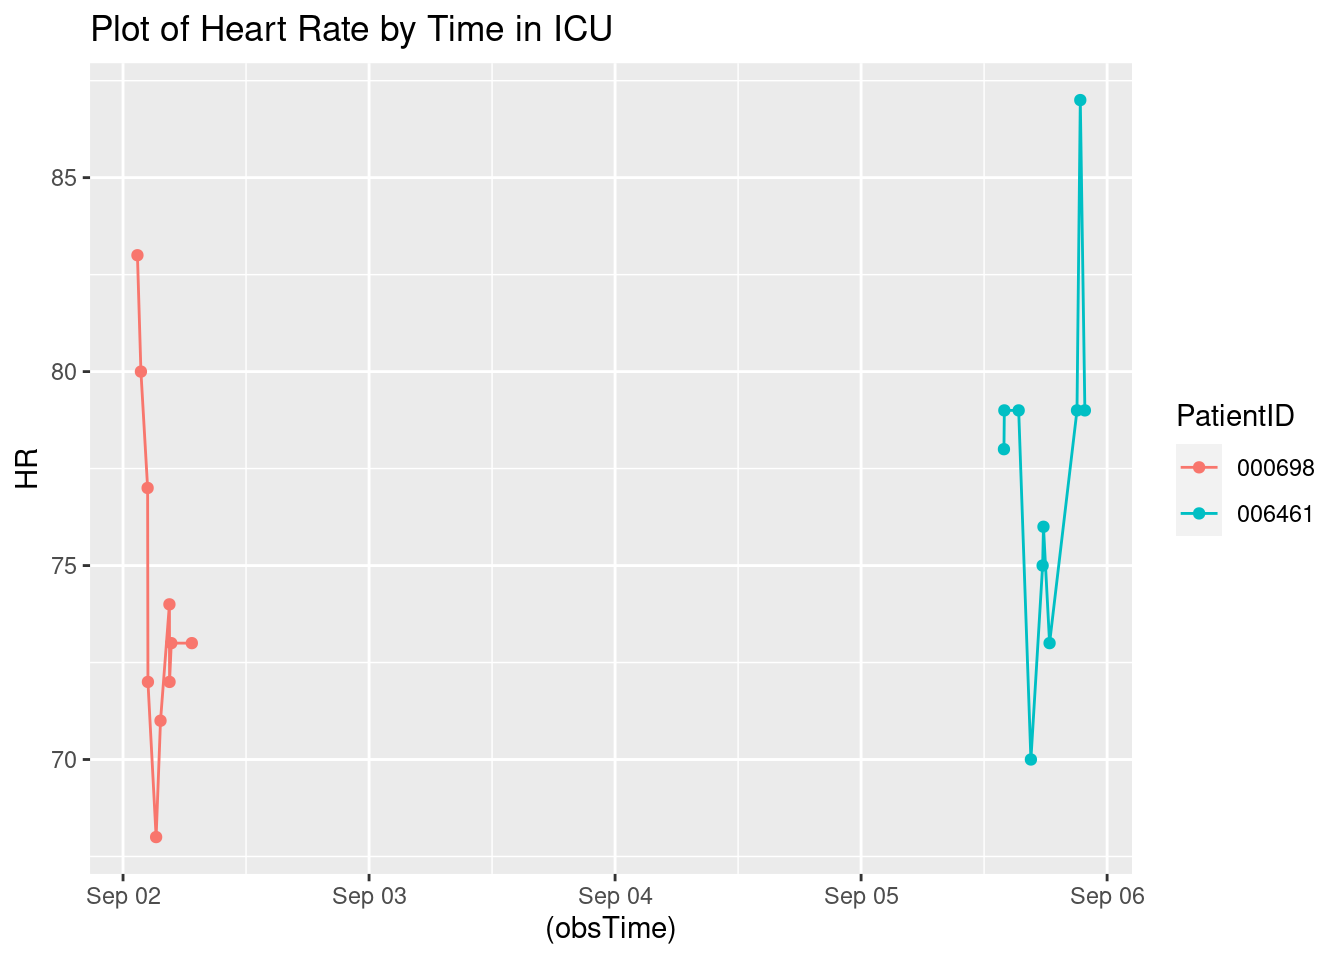 Plot of Heart Rate by Time in ICU
85
80
75
70
HR
Sep 02 Sep 03 Sep 04 Sep 05 Sep 06
(obsTime)
PatientID
000698
006461